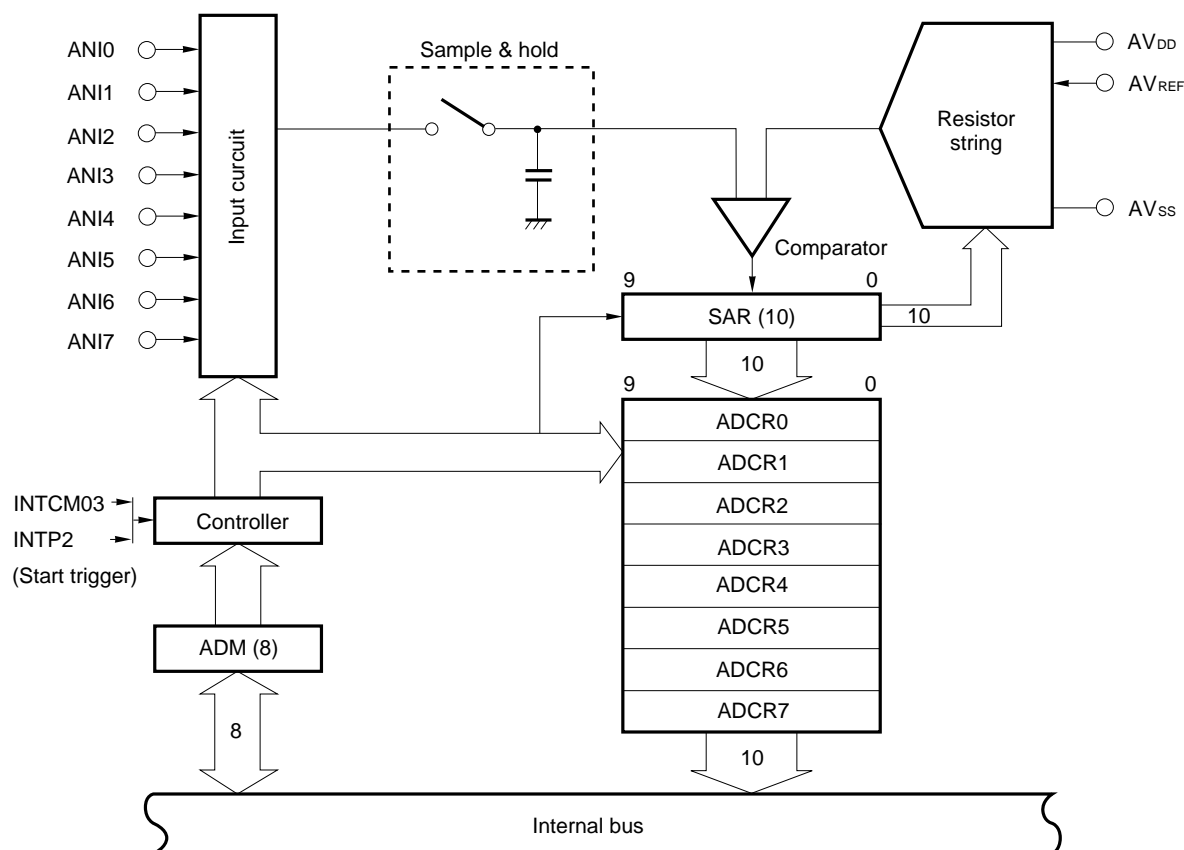 ANI0
ANI1
ANI2
ANI3
ANI4
ANI5
ANI6
ANI7
Input curcuit
Sample & hold
Resistor
string
AVDD
AVREF
AVSS
Comparator
9
0
SAR (10)
10
10
9
0
ADCR0
ADCR1
ADCR2
ADCR3
ADCR4
ADCR5
ADCR6
ADCR7
INTCM03
INTP2
(Start trigger)
Controller
ADM (8)
8
10
Internal bus